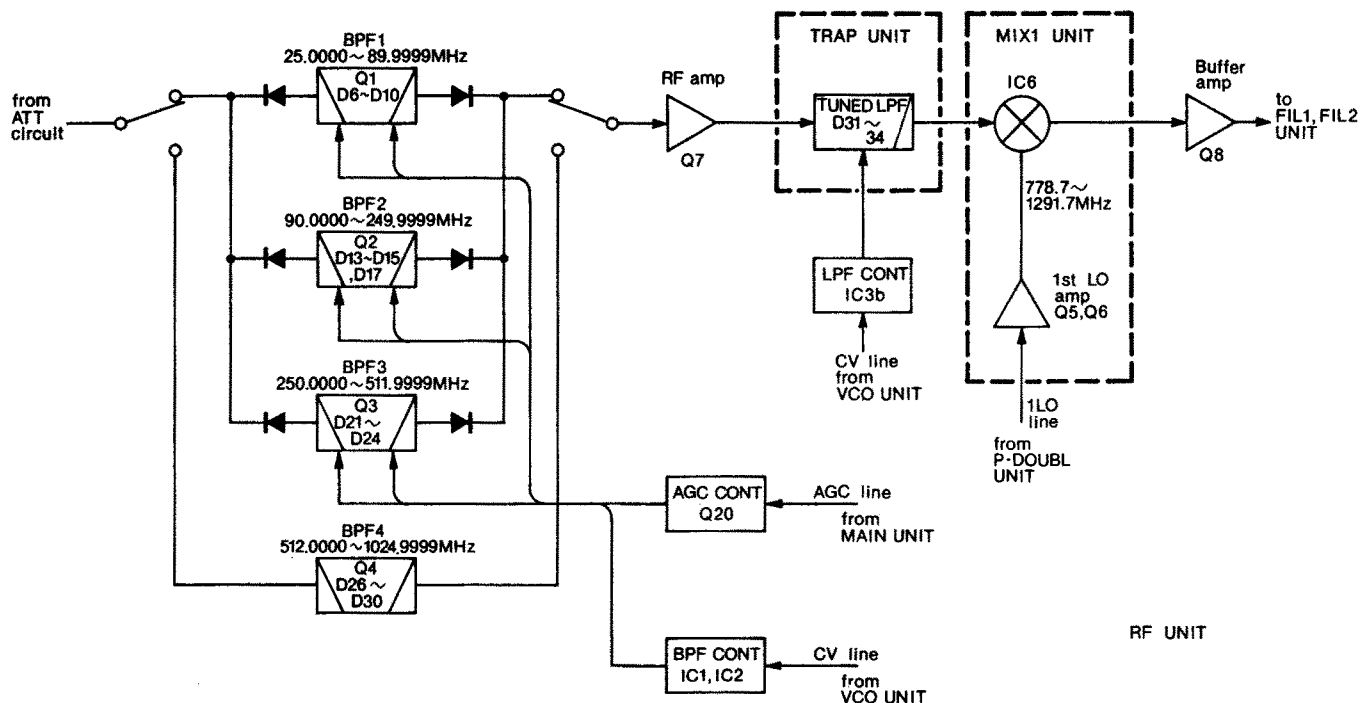 from
ATT
circuit
BPF1
25.0000~89.9999MHz
Q1
D6~D10
BPF2
90.0000~249.9999MHz
Q2
D13~D15
,D17
BPF3
250.0000~511.9999MHz
Q3
D21~
D24
BPF4
512.0000~1024.9999MHz
Q4
D26~
D30
RF amp
Q7
TRAP UNIT
TUNED LPF
D31~
34
LPF CONT
IC3b
CV line
from
VCO UNIT
MIX1 UNIT
IC6
778.7~
1291.7MHz
1st LO
amp
Q5,Q6
1LO
line
from
P-DOUBL
UNIT
Buffer
amp
Q8
to
FIL1, FIL2
UNIT
AGC CONT
Q20
AGC line
from
MAIN UNIT
BPF CONT
IC1, IC2
CV line
from
VCO UNIT
RF UNIT